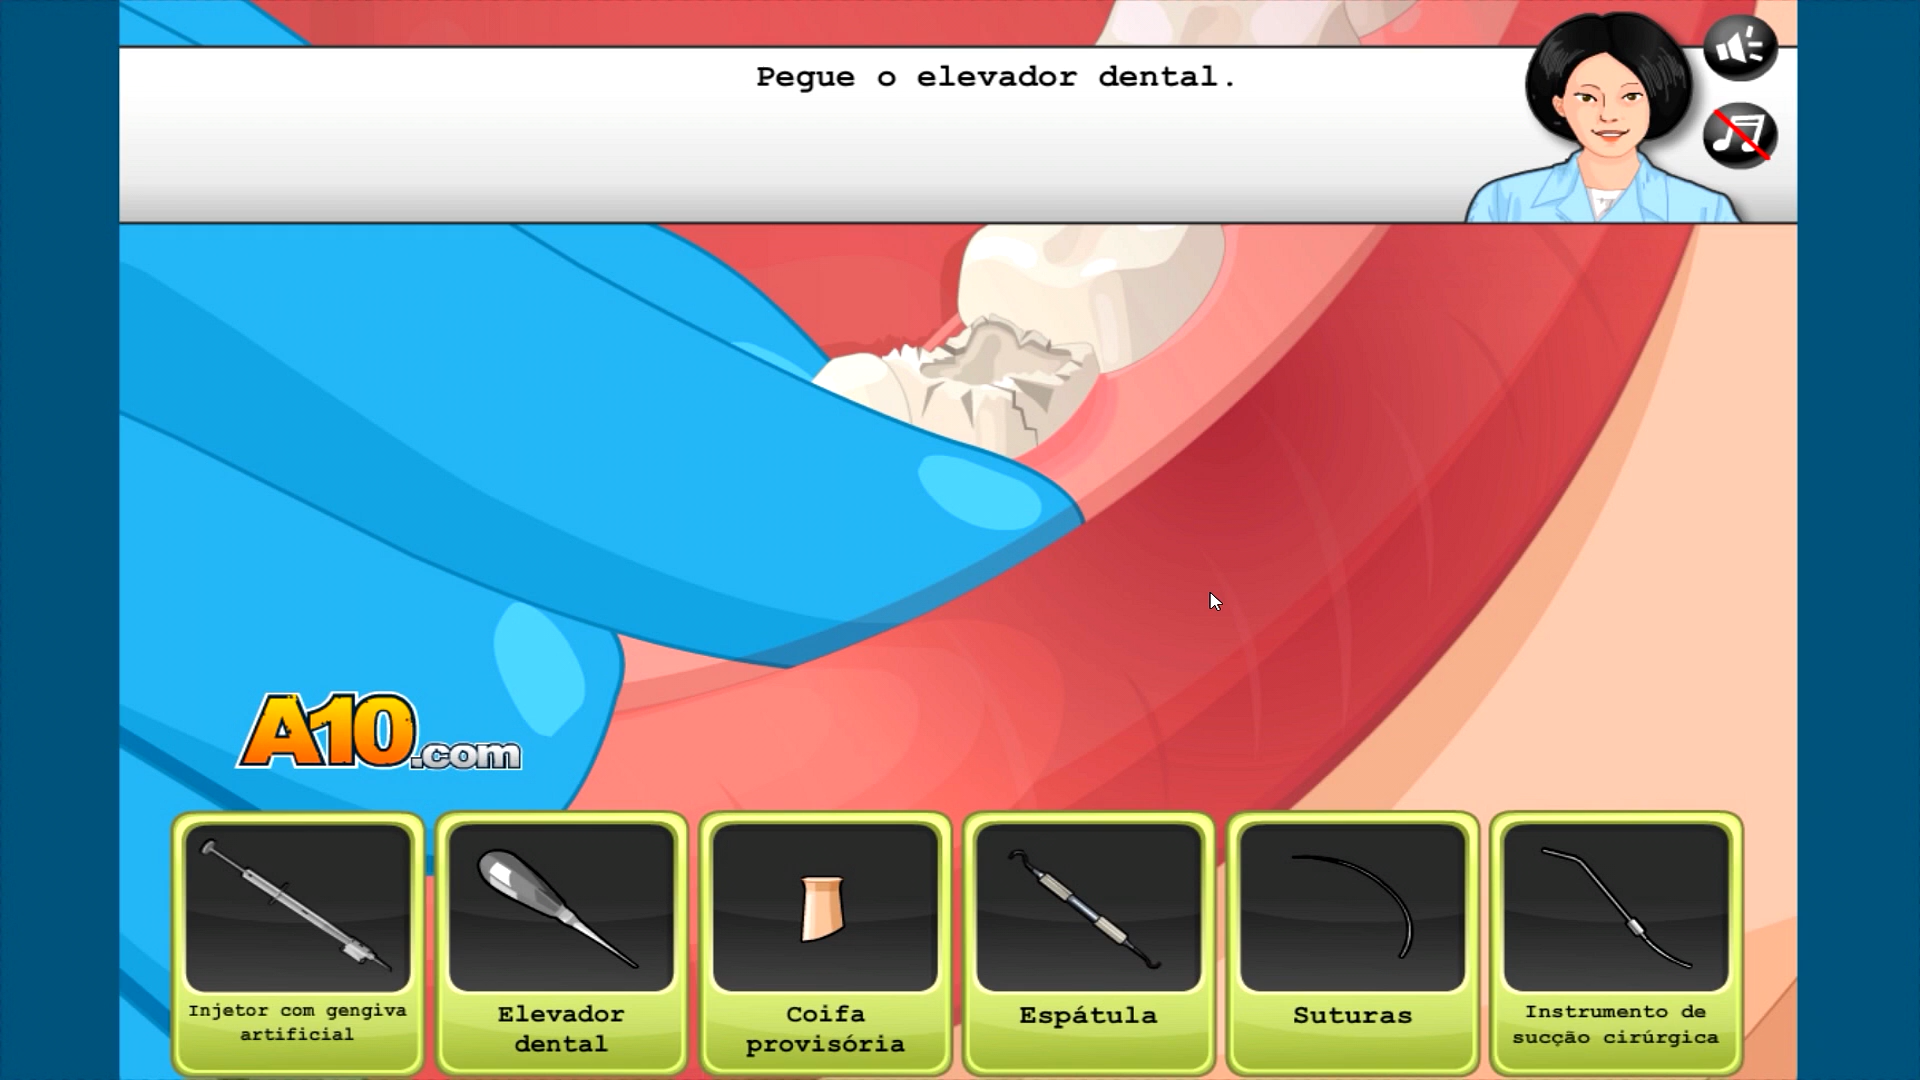 Pegue o elevador dental.
A10.com
Injetor com gengiva
artificial
Elevador
dental
Coifa
provisória
Espátula
Suturas
Instrumento de
sucção cirúrgica